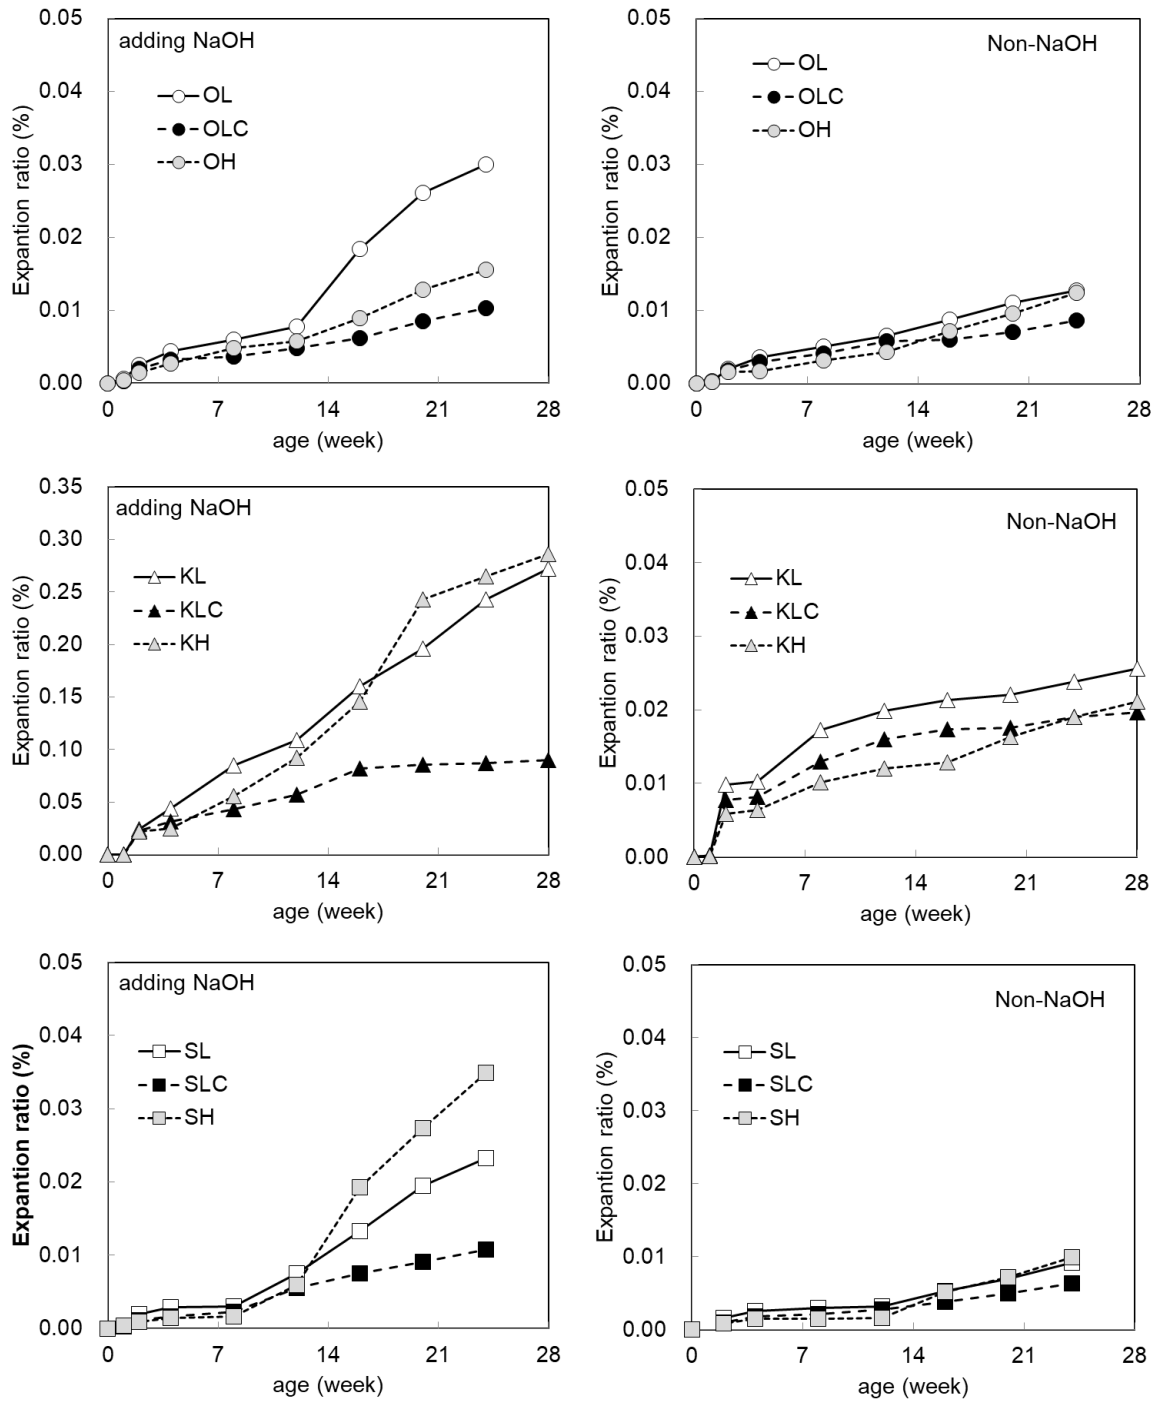 0.05
adding NaOH
OL
OLC
OH
0.04
0.03
0.02
0.01
0.00
Expantion ratio (%)
0 7 14 21 28
age (week)
0.05
Non-NaOH
OL
OLC
OH
0.04
0.03
0.02
0.01
0.00
Expantion ratio (%)
0 7 14 21 28
age (week)
0.35
adding NaOH
0.30
KL
KLC
KH
0.25
0.20
0.15
0.10
0.05
0.00
Expantion ratio (%)
0 7 14 21 28
age (week)
0.05
Non-NaOH
0.04
KL
KLC
KH
0.03
0.02
0.01
0.00
Expantion ratio (%)
0 7 14 21 28
age (week)
0.05
adding NaOH
0.04
SL
SLC
SH
0.03
0.02
0.01
0.00
Expantion ratio (%)
0 7 14 21 28
age (week)
0.05
Non-NaOH
0.04
SL
SLC
SH
0.03
0.02
0.01
0.00
Expantion ratio (%)
0 7 14 21 28
age (week)